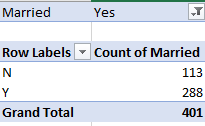 Married Yes
Row Labels Count of Married
N 113
Y 288
Grand Total 401